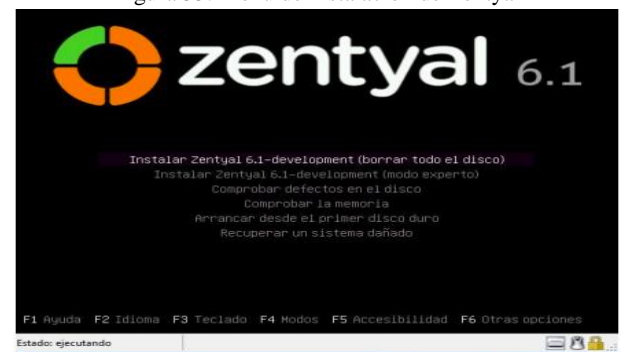 zentyal 6.1
Instalar Zentyal 6.1-development (borrar todo el disco)
Instalar Zentyal 6.1-development (modo experto)
Comprobar defectos en el disco
Comprobar la memoria
Arrancar desde el primer disco duro
Recuperar un sistema dañado
F1 Ayuda F2 Idioma F3 Teclado F4 Modos F5 Accesibilidad F6 Otras opciones
Estado: ejecutando